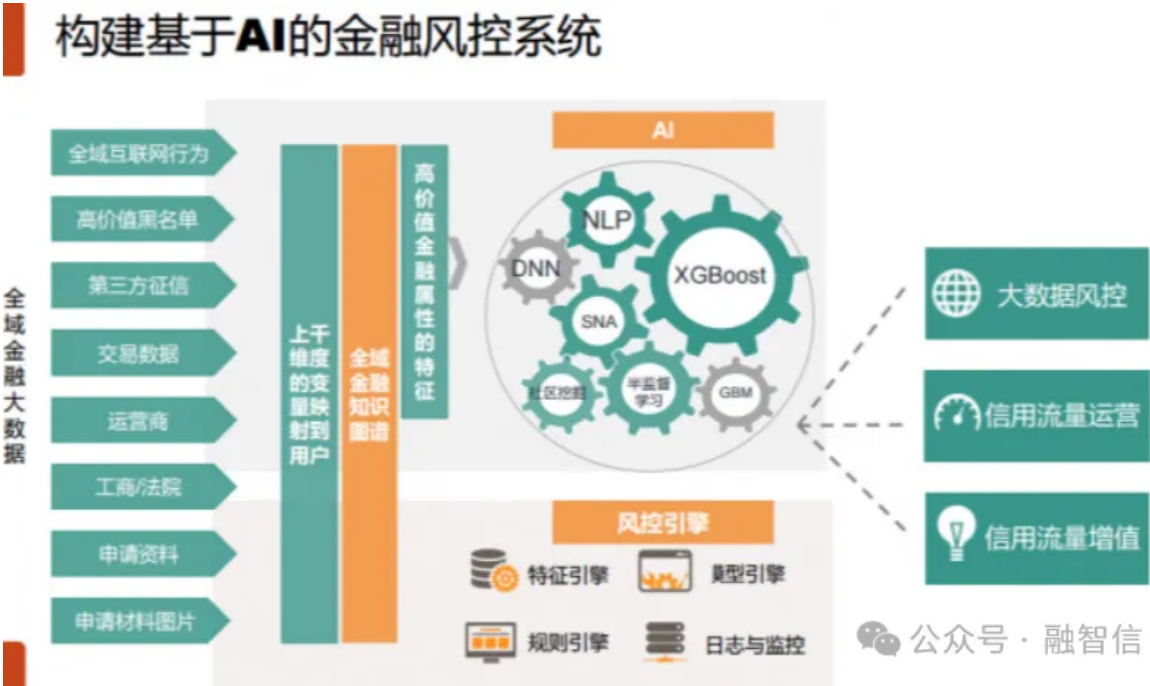 构建基于AI的金融风控系统
全域金融大数据
全域互联网行为
高价值黑名单
第三方征信
交易数据
运营商
工商/法院
申请资料
申请材料图片
上千
维度
的变
量映
射到
用户
全域
金融
知识
图谱
高价值金融属性的特征
AI
NLP
DNN
XGBoost
SNA
社区挖掘
半监督
学习
GBM
风控引擎
特征引擎
模型引擎
规则引擎
日志与监控
大数据风控
信用流量运营
信用流量增值
公众号 · 融智信